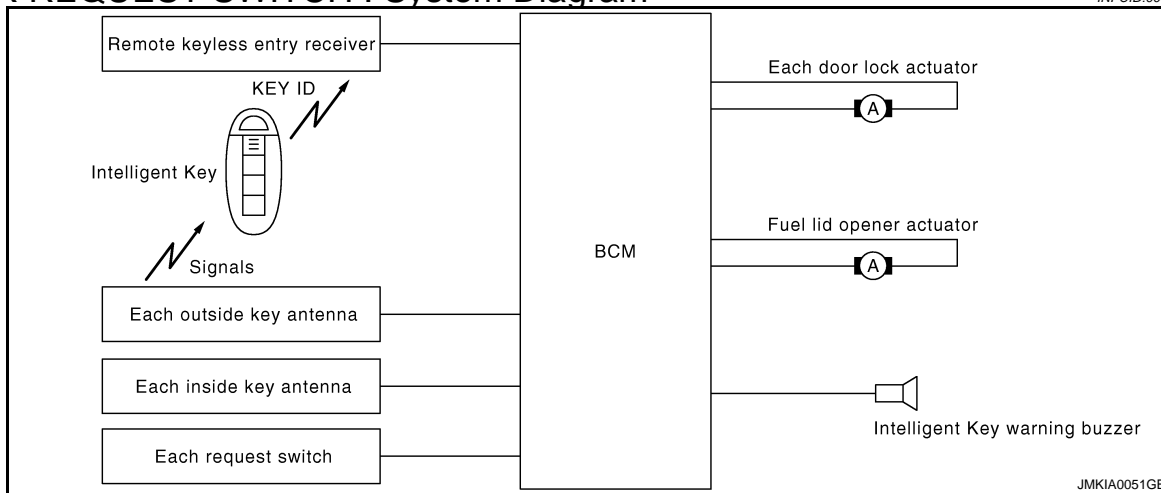 REQUEST SWITCH : System Diagram
Remote keyless entry receiver
KEY ID
Intelligent Key
Signals
Each outside key antenna
Each inside key antenna
Each request switch
BCM
Each door lock actuator
A
Fuel lid opener actuator
A
Intelligent Key warning buzzer